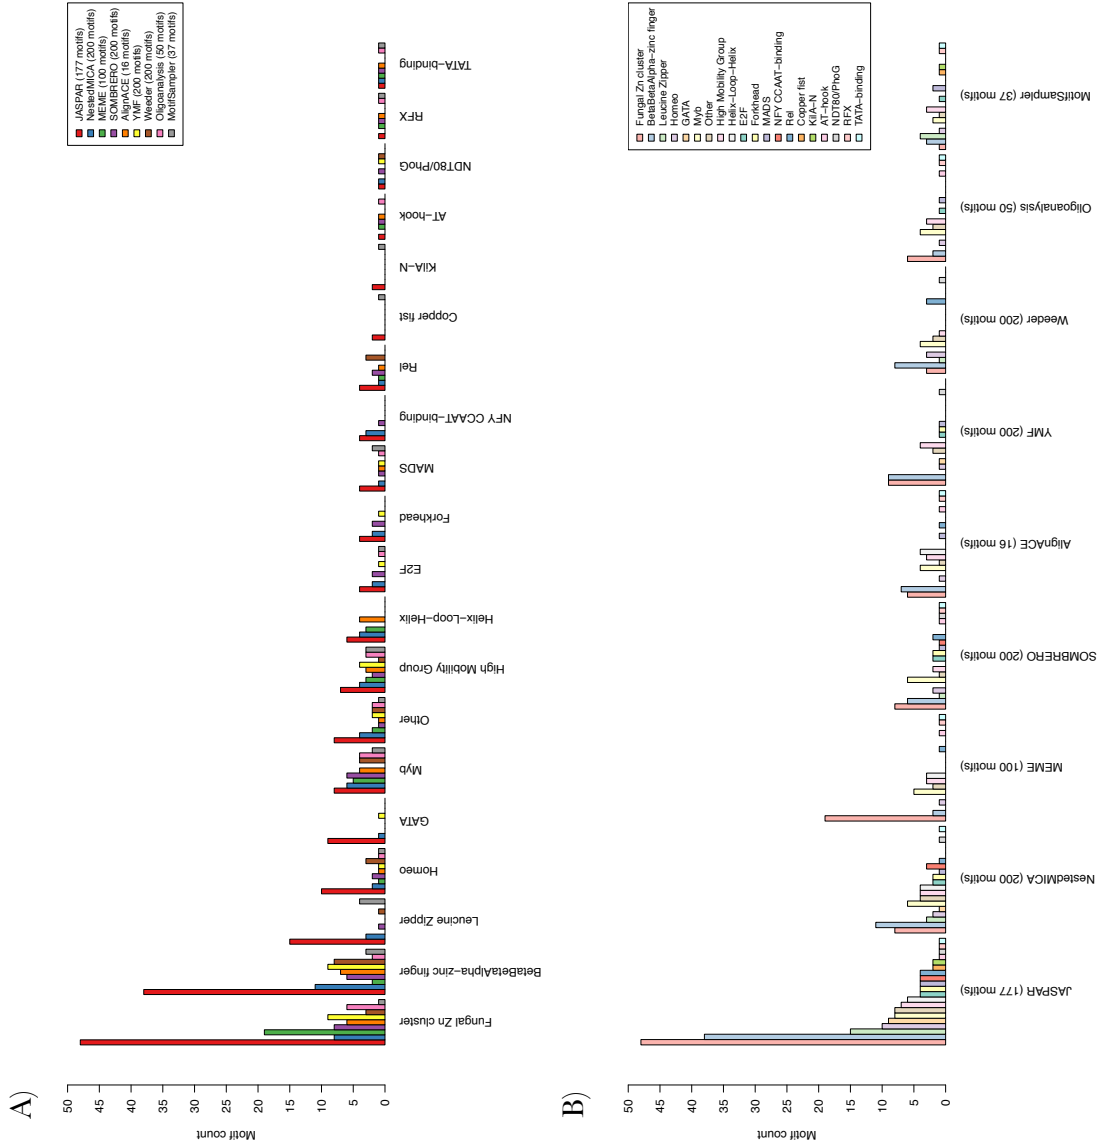 A)
Motif count
0
5
10
15
20
25
30
35
40
45
50
Fungal Zn cluster
BetaBetaAlpha−zinc finger
Leucine Zipper
Homeo
GATA
Myb
Other
High Mobility Group
Helix−Loop−Helix
E2F
Forkhead
MADS
NFY CCAAT−binding
Rel
Copper fist
KilA−N
AT−hook
NDT80/PhoG
RFX
TATA−binding
JASPAR (177 motifs)
NestedMICA (200 motifs)
MEME (100 motifs)
SOMBRERO (200 motifs)
AlignACE (16 motifs)
YMF (200 motifs)
Weeder (200 motifs)
Oligoanalysis (50 motifs)
MotifSampler (37 motifs)
B)
Motif count
0
5
10
15
20
25
30
35
40
45
50
JASPAR (177 motifs)
NestedMICA (200 motifs)
MEME (100 motifs)
SOMBRERO (200 motifs)
AlignACE (16 motifs)
YMF (200 motifs)
Weeder (200 motifs)
Oligoanalysis (50 motifs)
MotifSampler (37 motifs)
Fungal Zn cluster
BetaBetaAlpha−zinc finger
Leucine Zipper
Homeo
GATA
Myb
Other
High Mobility Group
Helix−Loop−Helix
E2F
Forkhead
MADS
NFY CCAAT−binding
Rel
Copper fist
KilA−N
AT−hook
NDT80/PhoG
RFX
TATA−binding